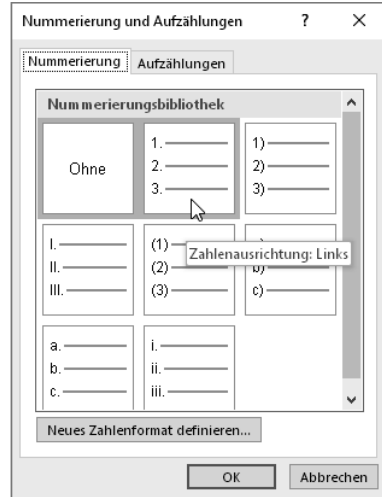 Nummerierung und Aufzählungen ? ×
Nummerierung Aufzählungen
Nummerierungsbibliothek
Ohne
1.
2.
3.
1)
2)
3)
I.
II.
III.
(1)
(2)
(3)
Zahlenausrichtung: Links
b)
c)
a.
b.
c.
i.
ii.
iii.
Neues Zahlenformat definieren...
OK Abbrechen